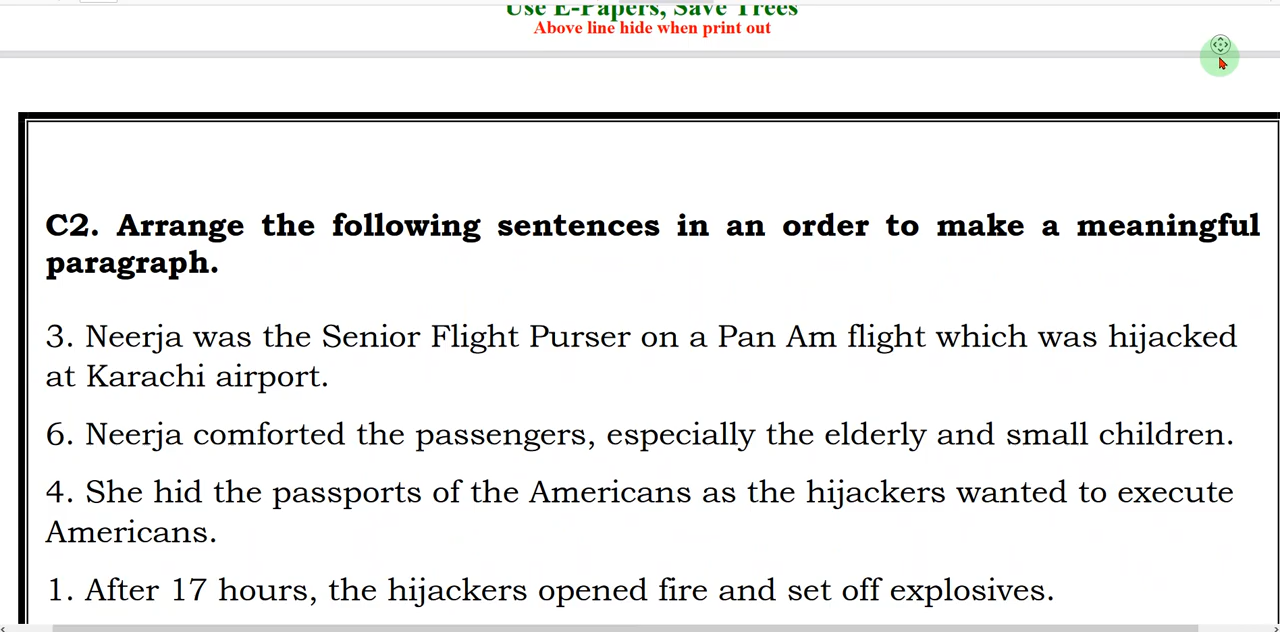 Use E-Papers, Save Trees
Above line hide when print out
C2. Arrange the following sentences in an order to make a meaningful
paragraph.
3. Neerja was the Senior Flight Purser on a Pan Am flight which was hijacked
at Karachi airport.
6. Neerja comforted the passengers, especially the elderly and small children.
4. She hid the passports of the Americans as the hijackers wanted to execute
Americans.
1. After 17 hours, the hijackers opened fire and set off explosives.